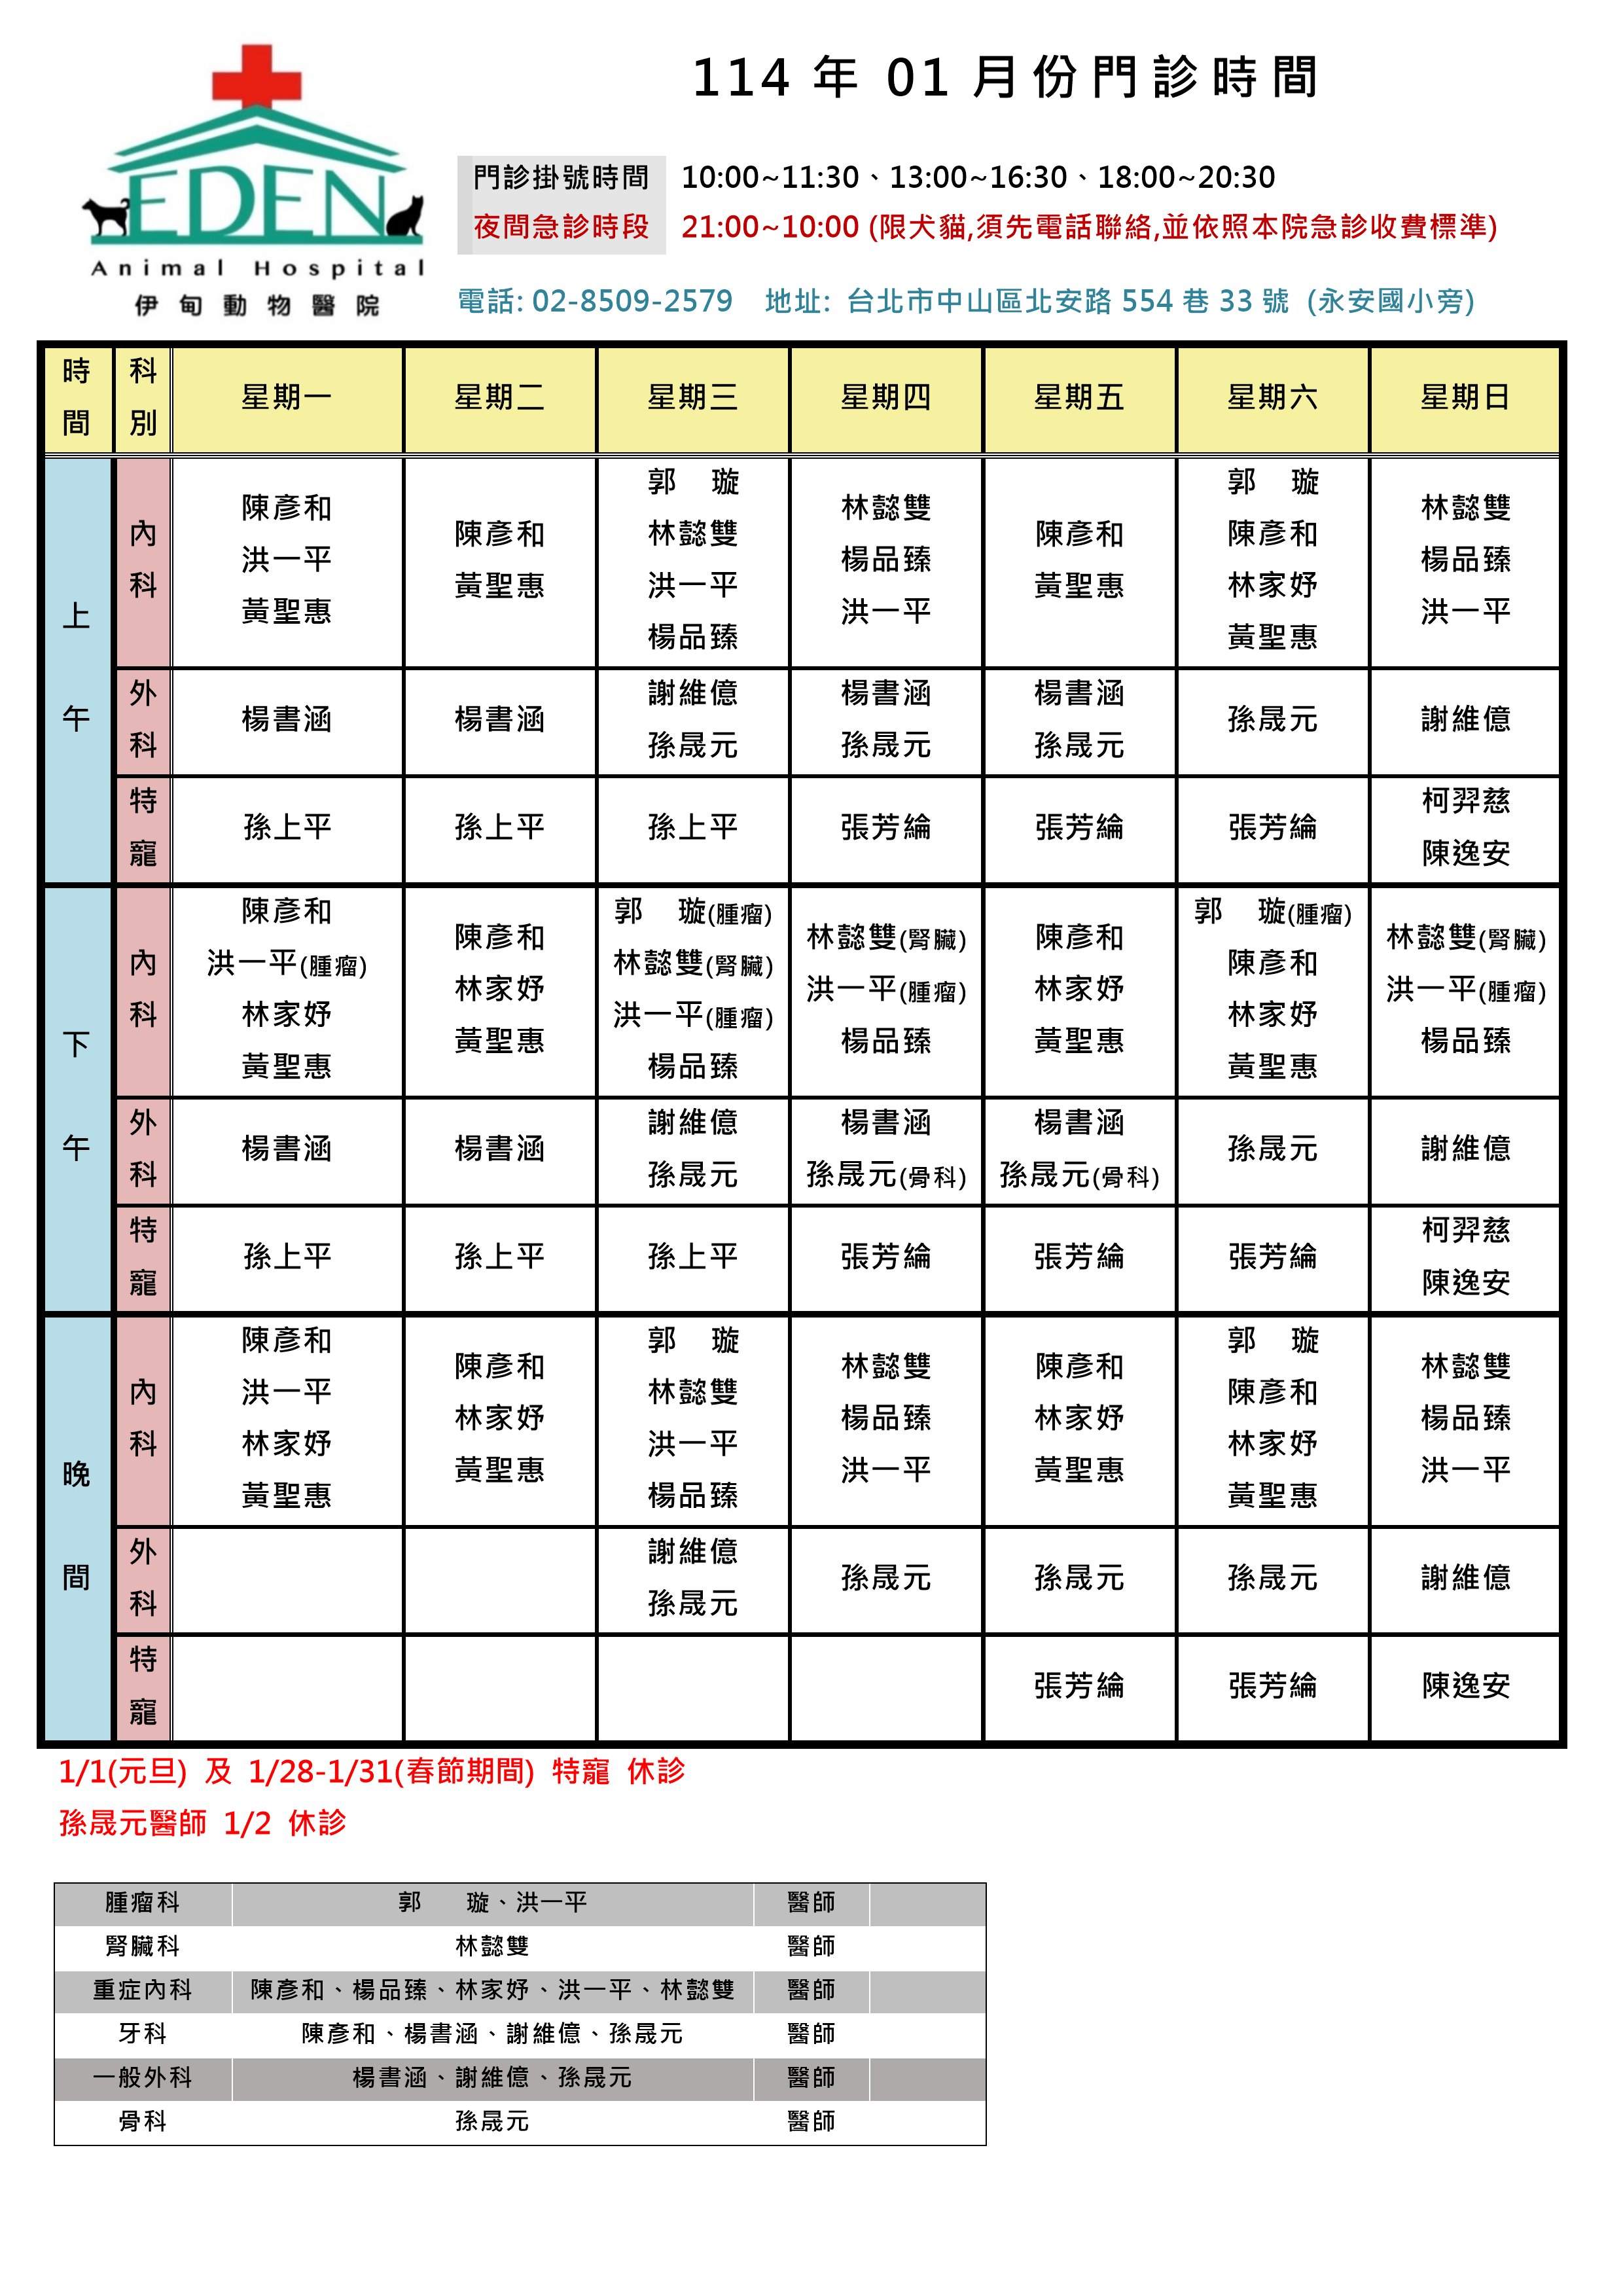 114 年 01 月份門診時間
EDEN
Animal Hospital
伊甸動物醫院
門診掛號時間 10:00~11:30、13:00~16:30、18:00~20:30
夜間急診時段 21:00~10:00 (限犬貓,須先電話聯絡,並依照本院急診收費標準)
電話: 02-8509-2579 地址: 台北市中山區北安路 554 巷 33 號 (永安國小旁)
時間 科別 星期一 星期二 星期三 星期四 星期五 星期六 星期日
上午
內科
陳彥和
洪一平
黃聖惠
陳彥和
黃聖惠
郭 璇
林懿雙
洪一平
楊品臻
林懿雙
楊品臻
洪一平
陳彥和
黃聖惠
郭 璇
陳彥和
林家妤
黃聖惠
林懿雙
楊品臻
洪一平
外科
楊書涵
楊書涵
謝維億
孫晟元
楊書涵
孫晟元
楊書涵
孫晟元
孫晟元
謝維億
特寵
孫上平
孫上平
孫上平
張芳綸
張芳綸
張芳綸
柯羿慈
陳逸安
下午
內科
陳彥和
洪一平(腫瘤)
林家妤
黃聖惠
陳彥和
林家妤
黃聖惠
郭 璇(腫瘤)
林懿雙(腎臟)
洪一平(腫瘤)
楊品臻
林懿雙(腎臟)
洪一平(腫瘤)
楊品臻
陳彥和
林家妤
黃聖惠
郭 璇(腫瘤)
陳彥和
林家妤
黃聖惠
林懿雙(腎臟)
洪一平(腫瘤)
楊品臻
外科
楊書涵
楊書涵
謝維億
孫晟元
楊書涵
孫晟元(骨科)
楊書涵
孫晟元(骨科)
孫晟元
謝維億
特寵
孫上平
孫上平
孫上平
張芳綸
張芳綸
張芳綸
柯羿慈
陳逸安
晚間
內科
陳彥和
洪一平
林家妤
黃聖惠
陳彥和
林家妤
黃聖惠
郭 璇
林懿雙
洪一平
楊品臻
林懿雙
楊品臻
洪一平
陳彥和
林家妤
黃聖惠
郭 璇
陳彥和
林家妤
黃聖惠
林懿雙
楊品臻
洪一平
外科
謝維億
孫晟元
孫晟元
孫晟元
孫晟元
謝維億
特寵
張芳綸
張芳綸
陳逸安
1/1(元旦) 及 1/28-1/31(春節期間) 特寵 休診
孫晟元醫師 1/2 休診
腫瘤科 郭 璇、洪一平 醫師
腎臟科 林懿雙 醫師
重症內科 陳彥和、楊品臻、林家妤、洪一平、林懿雙 醫師
牙科 陳彥和、楊書涵、謝維億、孫晟元 醫師
一般外科 楊書涵、謝維億、孫晟元 醫師
骨科 孫晟元 醫師